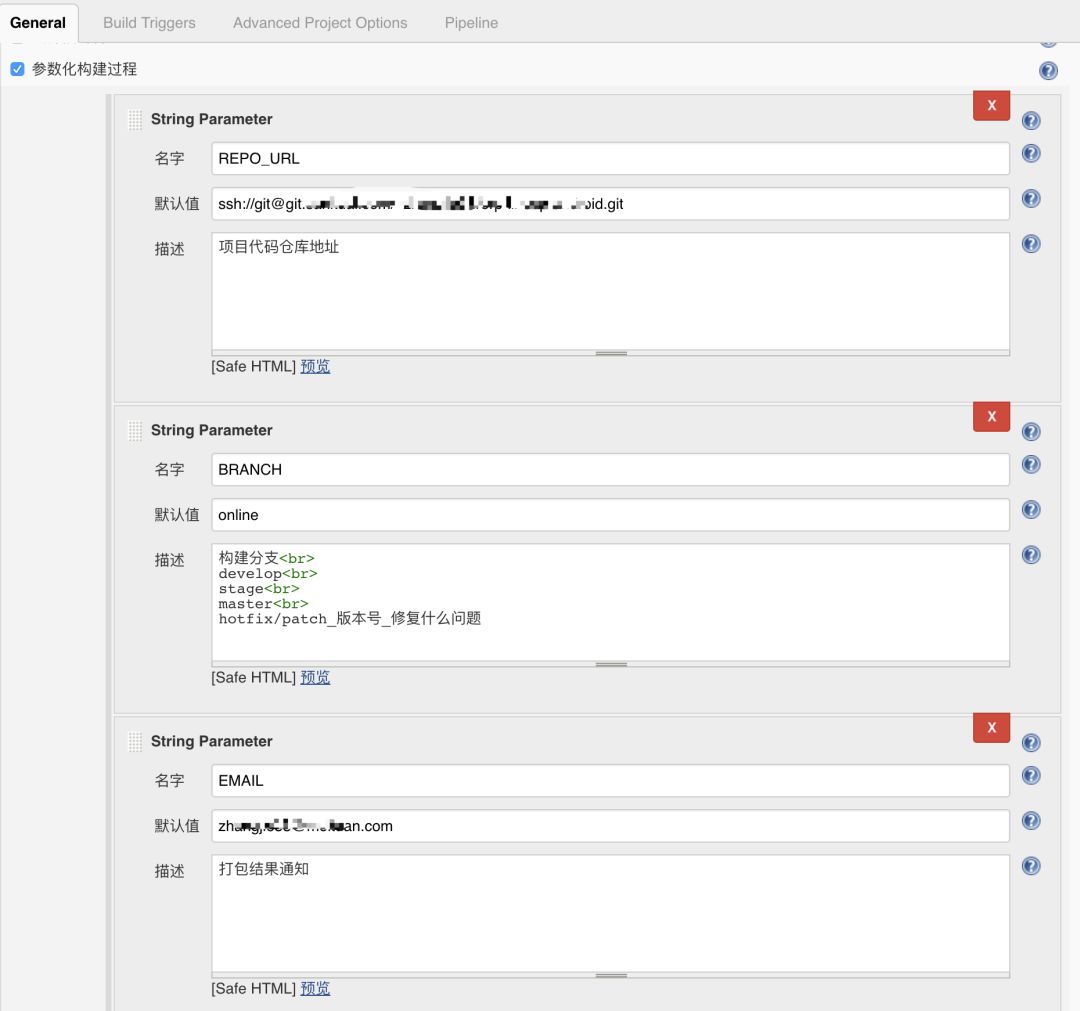 General Build Triggers Advanced Project Options Pipeline
参数化构建过程
String Parameter
X
名字 REPO_URL
默认值 ssh://git@git. oid.git
描述 项目代码仓库地址
[Safe HTML] 预览
String Parameter
X
名字 BRANCH
默认值 online
描述 构建分支<br>
develop<br>
stage<br>
master<br>
hotfix/patch_版本号_修复什么问题
[Safe HTML] 预览
String Parameter
X
名字 EMAIL
默认值 an.com
描述 打包结果通知
[Safe HTML] 预览